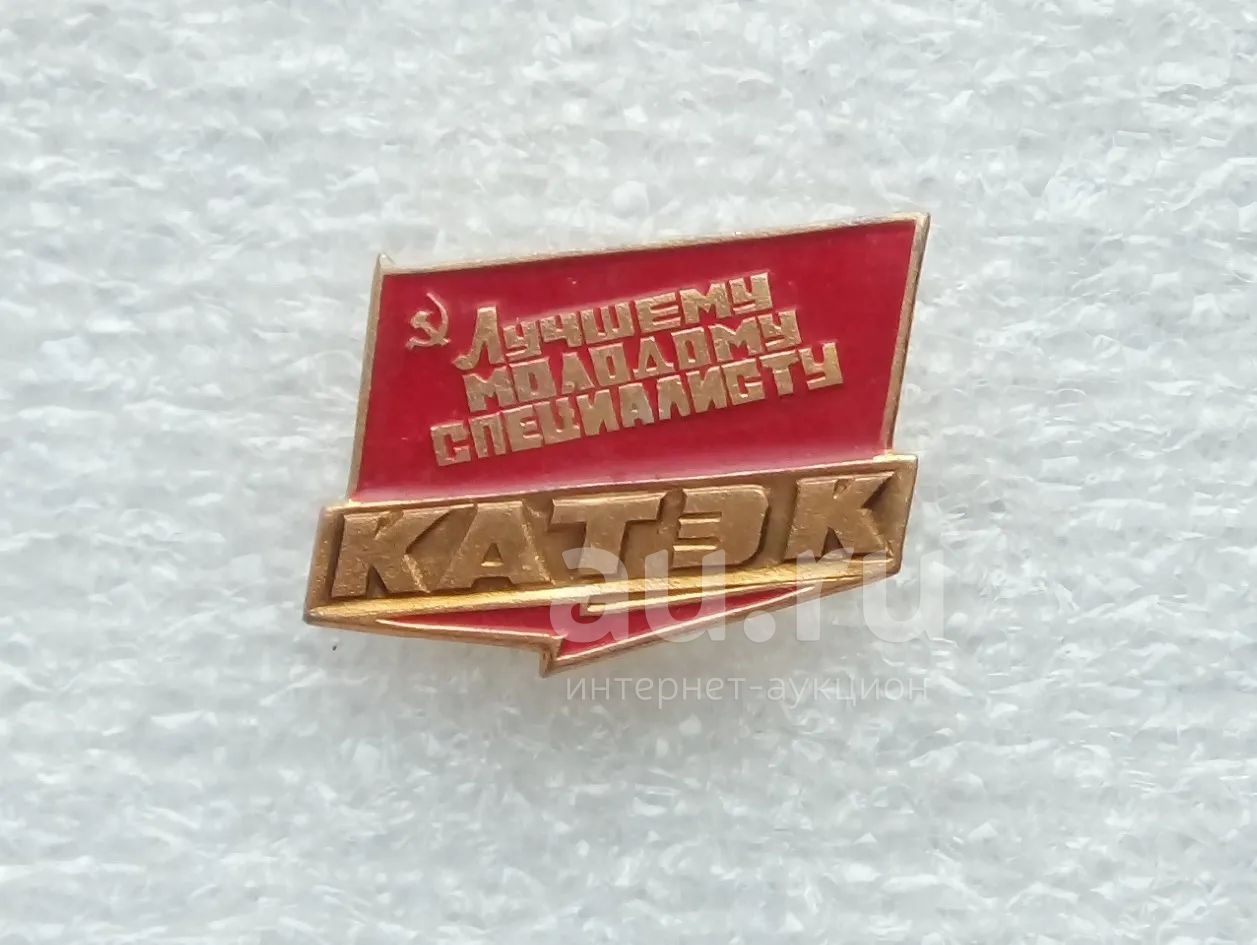 Лучшему
молодому
специалисту
КАТЭК
au.ru
интернет-аукцион